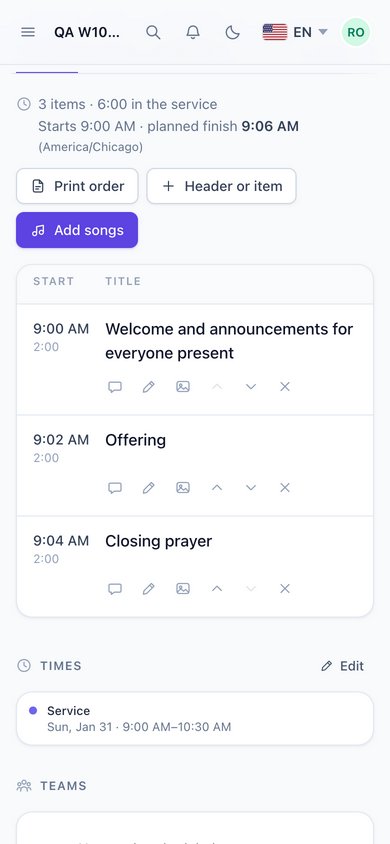 QA W10...
EN
RO
3 items · 6:00 in the service
Starts 9:00 AM · planned finish 9:06 AM
(America/Chicago)
Print order
Header or item
Add songs
START
TITLE
9:00 AM
2:00
Welcome and announcements for
everyone present
9:02 AM
2:00
Offering
9:04 AM
2:00
Closing prayer
TIMES
Edit
Service
Sun, Jan 31 · 9:00 AM–10:30 AM
TEAMS